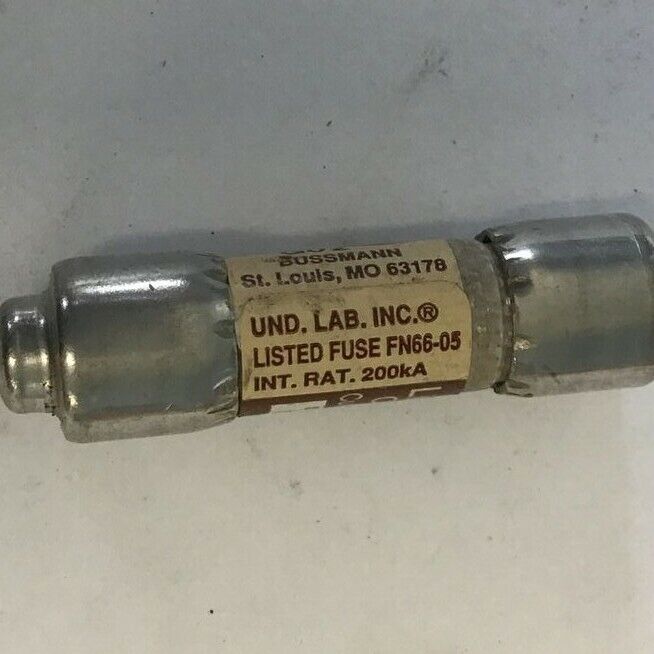 BUSSMANN
St. Louis, MO 63178
UND. LAB. INC.®
LISTED FUSE FN66-05
INT. RAT. 200kA